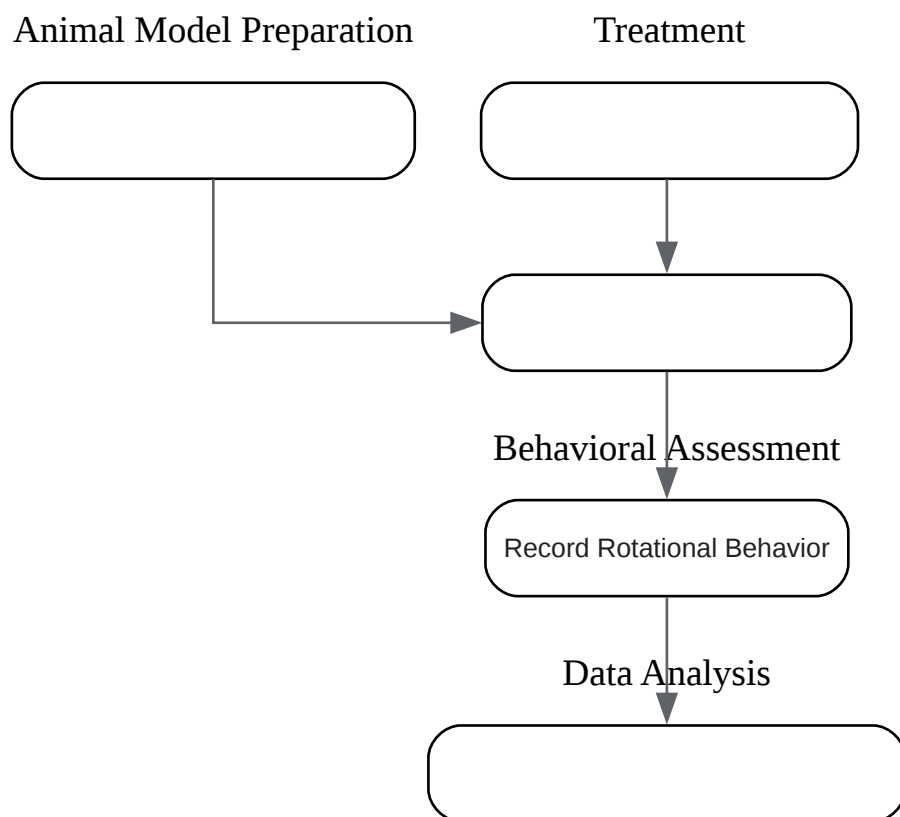 Animal Model Preparation
Treatment
Behavioral Assessment
Record Rotational Behavior
Data Analysis